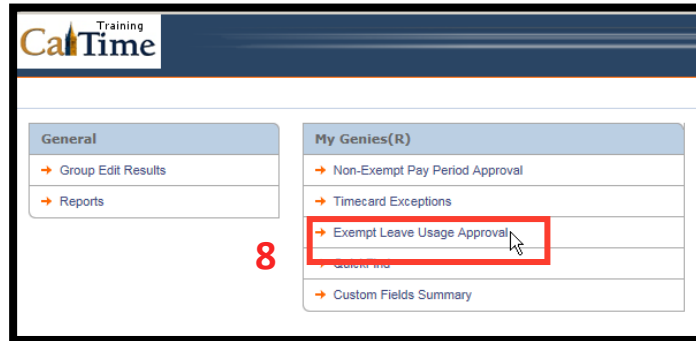 Training
CalTime
General
→ Group Edit Results
→ Reports
My Genies(R)
→ Non-Exempt Pay Period Approval
→ Timecard Exceptions
→ Exempt Leave Usage Approval
8
→ QuickFind
→ Custom Fields Summary